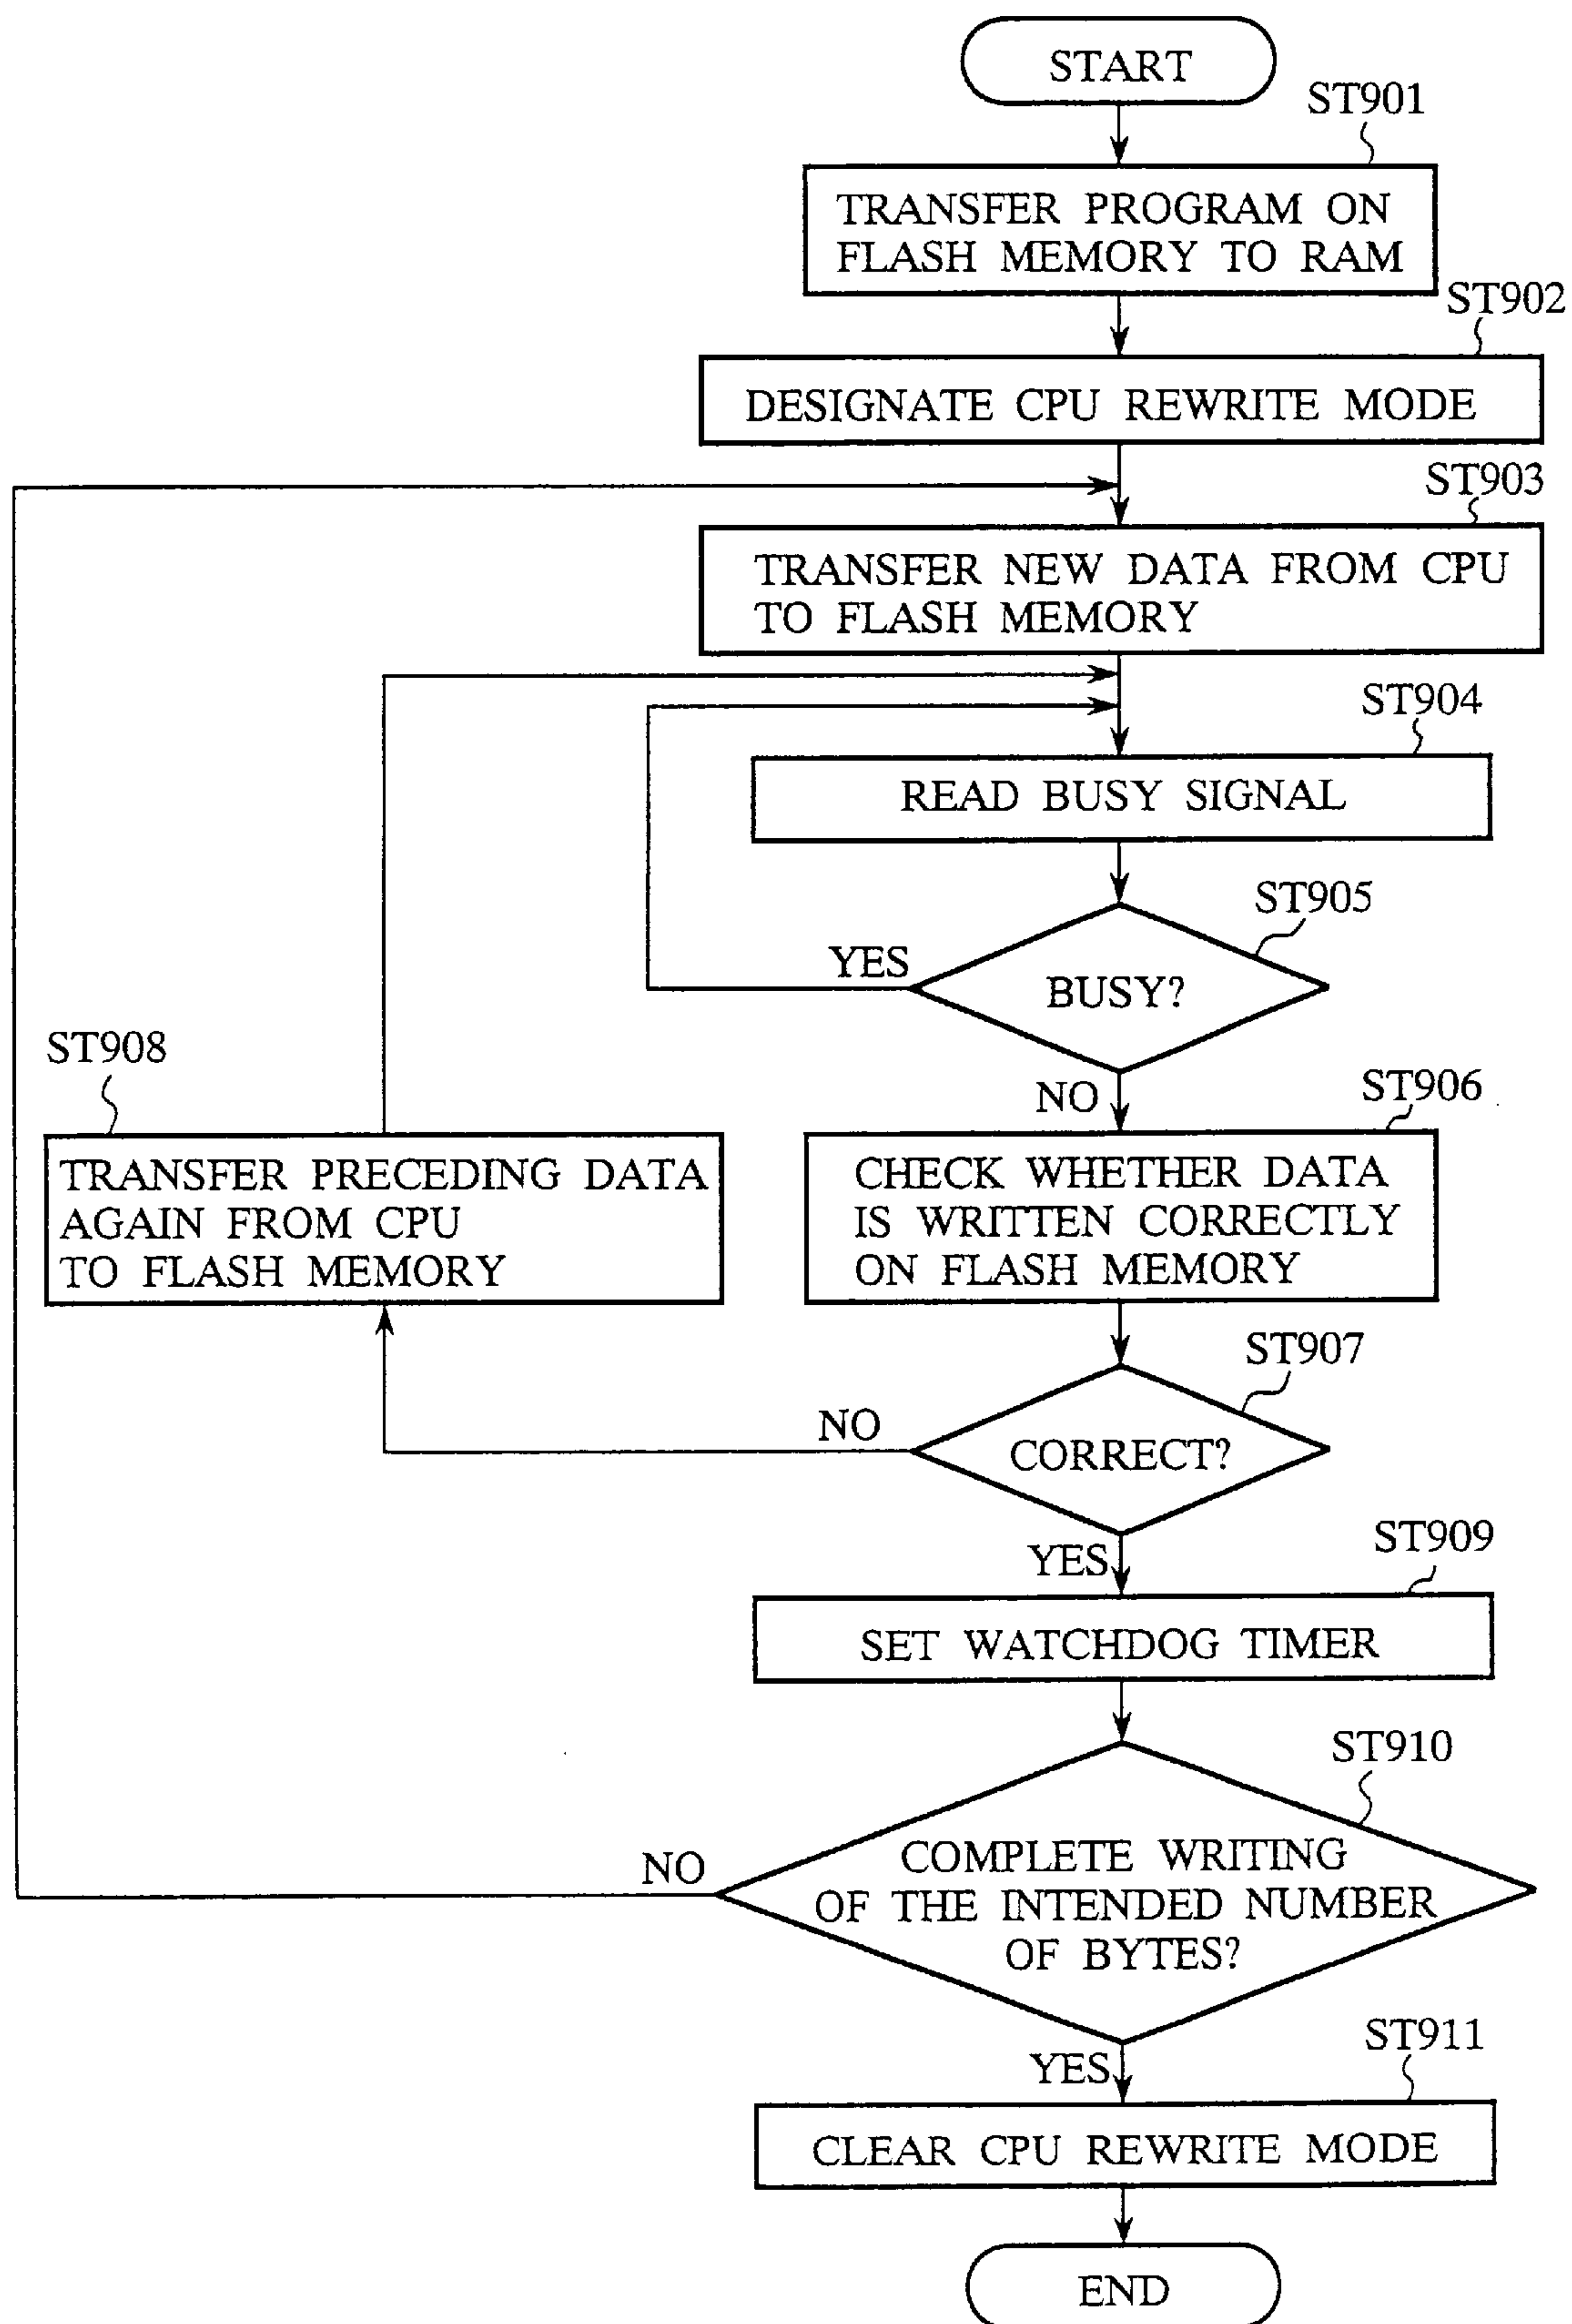 START
ST901
TRANSFER PROGRAM ON
FLASH MEMORY TO RAM
ST902
DESIGNATE CPU REWRITE MODE
ST903
TRANSFER NEW DATA FROM CPU
TO FLASH MEMORY
ST904
READ BUSY SIGNAL
ST905
YES
BUSY?
NO
ST908
TRANSFER PRECEDING DATA
AGAIN FROM CPU
TO FLASH MEMORY
ST906
CHECK WHETHER DATA
IS WRITTEN CORRECTLY
ON FLASH MEMORY
ST907
NO
CORRECT?
YES
ST909
SET WATCHDOG TIMER
ST910
NO
COMPLETE WRITING
OF THE INTENDED NUMBER
OF BYTES?
YES
ST911
CLEAR CPU REWRITE MODE
END